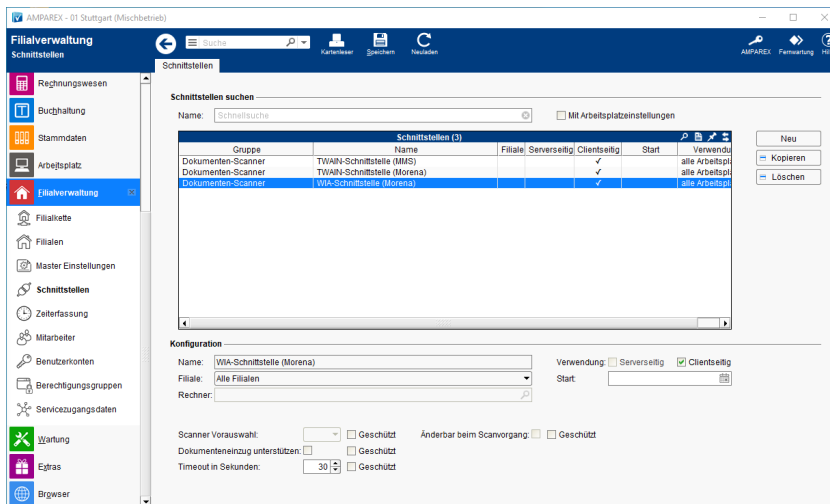 AMPAREX - 01 Stuttgart (Mischbetrieb)
Filialverwaltung
Schnittstellen
Suche
Kartenleser
Speichern
Neuladen
AMPAREX
Fernwartung
Schnittstellen
Rechnungswesen
Buchhaltung
Stammdaten
Arbeitsplatz
Filialverwaltung
Filialkette
Filialen
Master Einstellungen
Schnittstellen
Zeiterfassung
Mitarbeiter
Benutzerkonten
Berechtigungsgruppen
Servicezugangsdaten
Wartung
Extras
Browser
Schnittstellen suchen
Name: Schnellsuche Mit Arbeitsplatzeinstellungen
Schnittstellen (3)
Gruppe Name Filiale Serverseitig Clientseitig Start Verwendu
Dokumenten-Scanner TWAIN-Schnittstelle (MMS) ✓ alle Arbeitspl
Dokumenten-Scanner TWAIN-Schnittstelle (Morena) ✓ alle Arbeitspl
Dokumenten-Scanner WIA-Schnittstelle (Morena) ✓ alle Arbeitspl
Neu
Kopieren
Löschen
Konfiguration
Name: WIA-Schnittstelle (Morena) Verwendung: Serverseitig Clientseitig
Filiale: Alle Filialen Start:
Rechner:
Scanner Vorauswahl: Geschützt Änderbar beim Scanvorgang: Geschützt
Dokumenteneinzug unterstützen: Geschützt
Timeout in Sekunden: 30 Geschützt